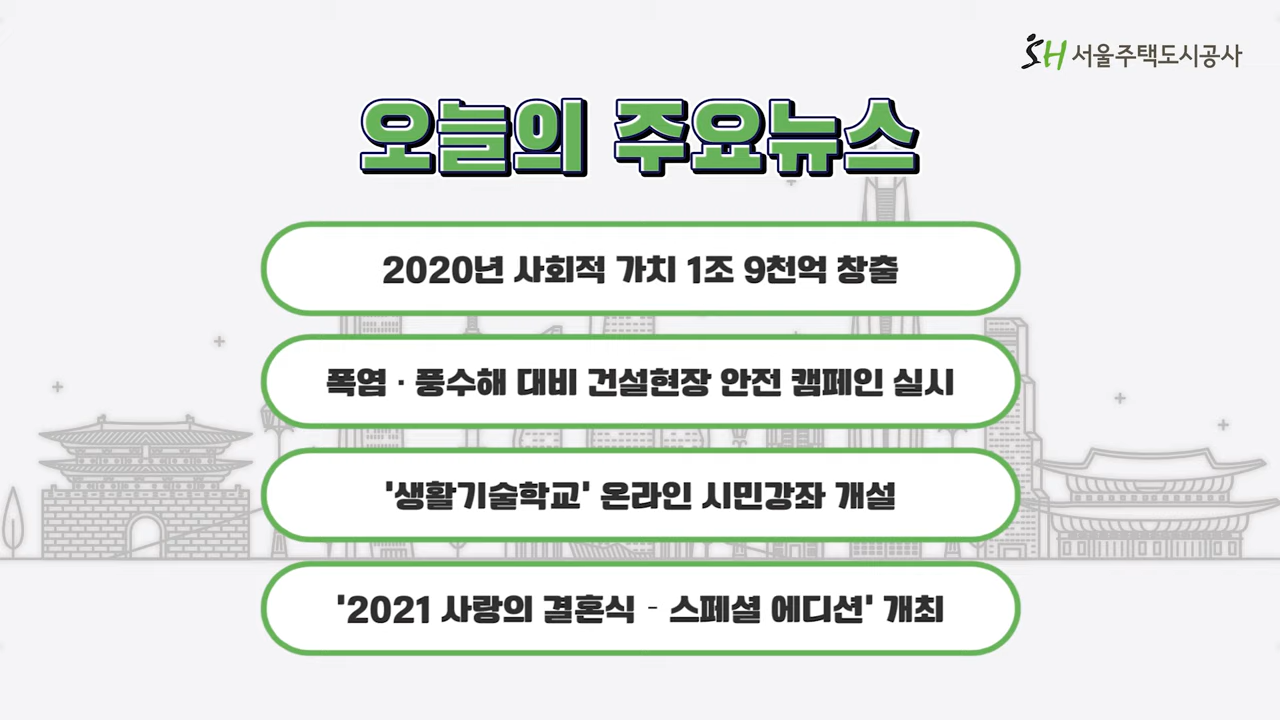 SH 서울주택도시공사
오늘의 주요뉴스
2020년 사회적 가치 1조 9천억 창출
폭염 · 풍수해 대비 건설현장 안전 캠페인 실시
'생활기술학교' 온라인 시민강좌 개설
'2021 사랑의 결혼식 - 스페셜 에디션' 개최